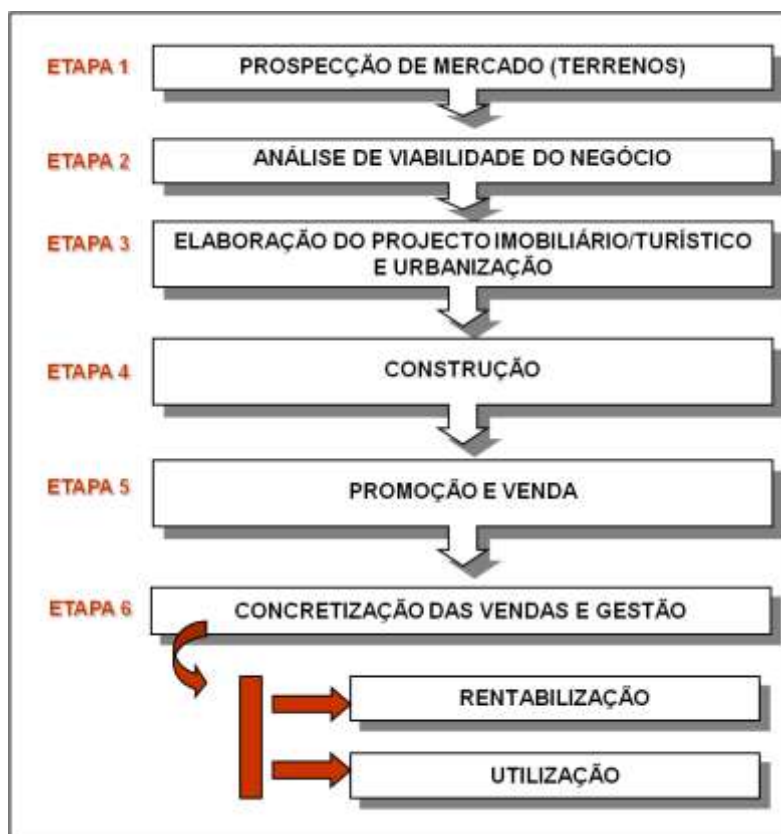 ETAPA 1
PROSPECÇÃO DE MERCADO (TERRENOS)
ETAPA 2
ANÁLISE DE VIABILIDADE DO NEGÓCIO
ETAPA 3
ELABORAÇÃO DO PROJECTO IMOBILIÁRIO/TURÍSTICO
E URBANIZAÇÃO
ETAPA 4
CONSTRUÇÃO
ETAPA 5
PROMOÇÃO E VENDA
ETAPA 6
CONCRETIZAÇÃO DAS VENDAS E GESTÃO
RENTABILIZAÇÃO
UTILIZAÇÃO